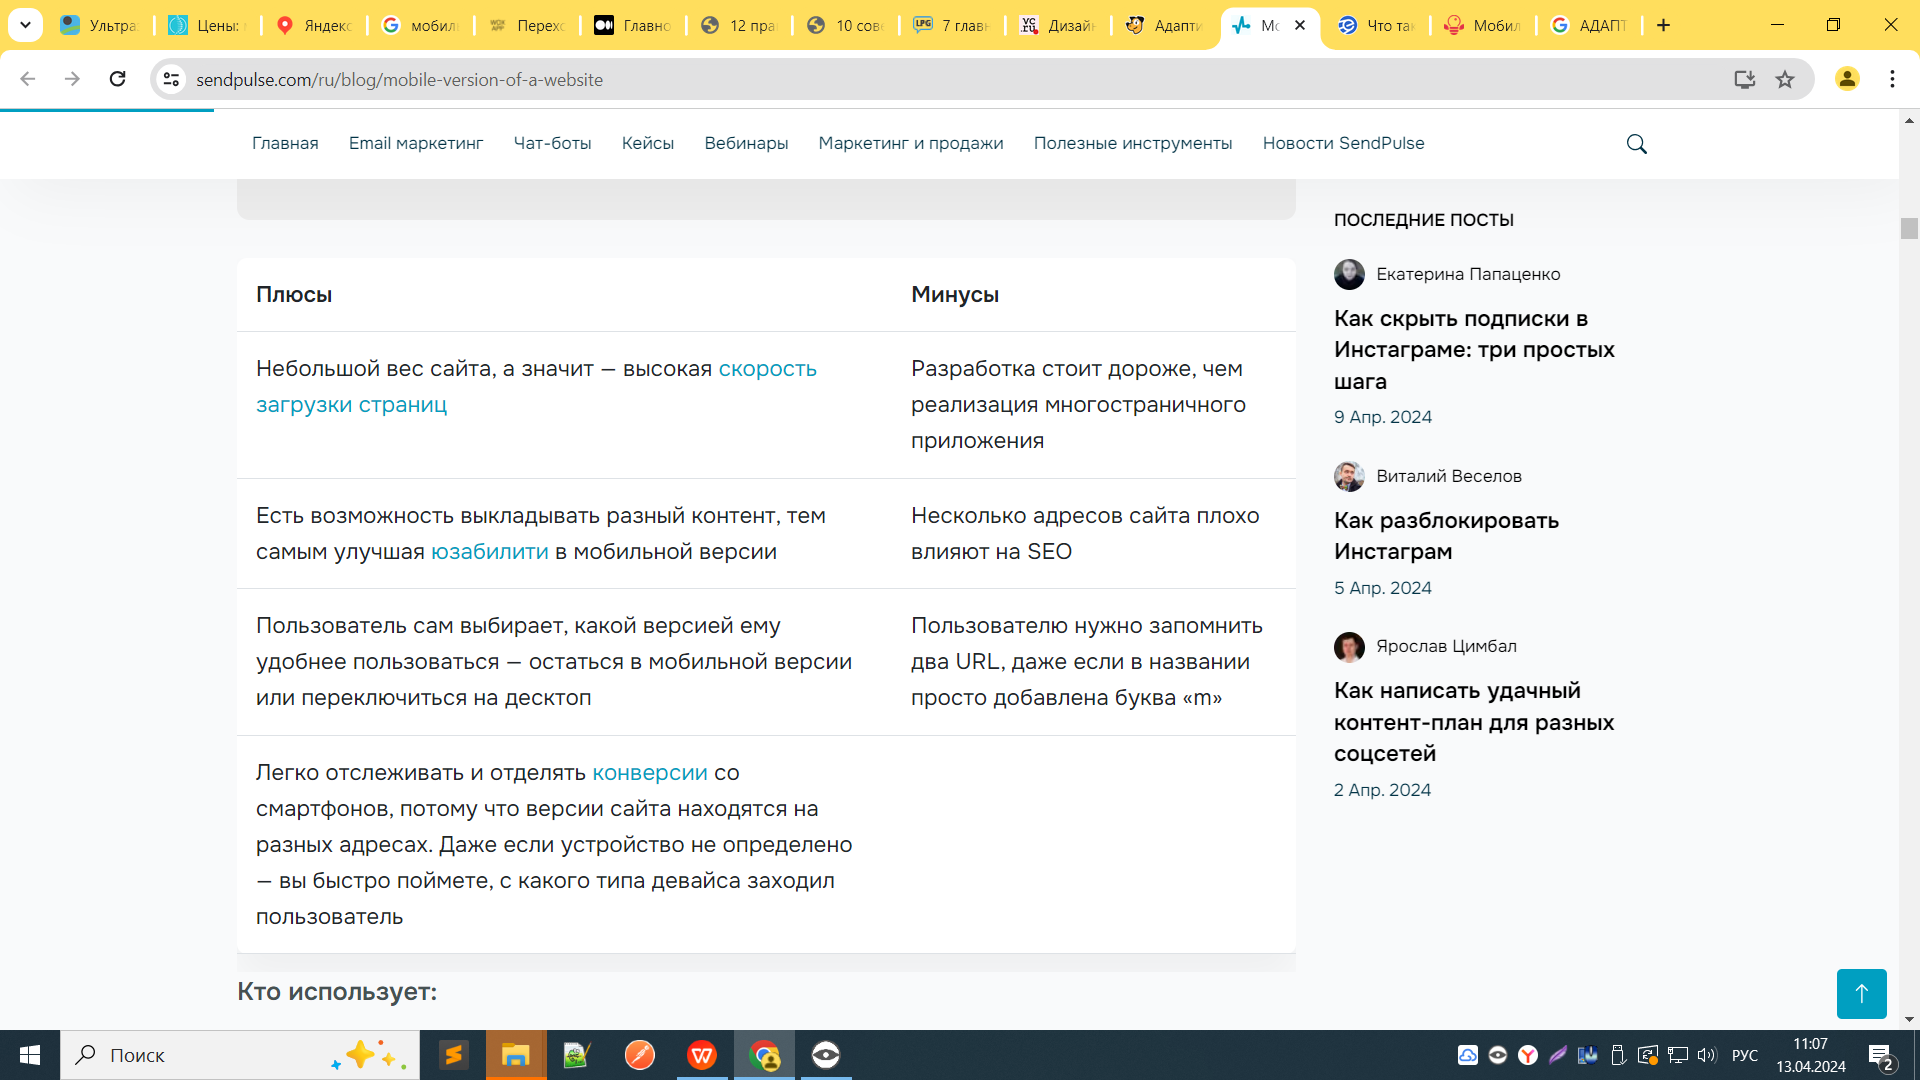 Ультра
Цены:
Яндекс
мобил
Перехо
Главно
12 пра
10 сове
7 главн
Дизайн
Адапти
Мо
Что так
Мобил
АДАПТ
sendpulse.com/ru/blog/mobile-version-of-a-website
Главная Email маркетинг Чат-боты Кейсы Вебинары Маркетинг и продажи Полезные инструменты Новости SendPulse
Плюсы
Минусы
Небольшой вес сайта, а значит — высокая скорость
загрузки страниц
Разработка стоит дороже, чем
реализация многостраничного
приложения
Есть возможность выкладывать разный контент, тем
самым улучшая юзабилити в мобильной версии
Несколько адресов сайта плохо
влияют на SEO
Пользователь сам выбирает, какой версией ему
удобнее пользоваться — остаться в мобильной версии
или переключиться на десктоп
Пользователю нужно запомнить
два URL, даже если в названии
просто добавлена буква «m»
Легко отслеживать и отделять конверсии со
смартфонов, потому что версии сайта находятся на
разных адресах. Даже если устройство не определено
— вы быстро поймете, с какого типа девайса заходил
пользователь
Кто использует:
ПОСЛЕДНИЕ ПОСТЫ
Екатерина Папаценко
Как скрыть подписки в
Инстаграме: три простых
шага
9 Апр. 2024
Виталий Веселов
Как разблокировать
Инстаграм
5 Апр. 2024
Ярослав Цимбал
Как написать удачный
контент-план для разных
соцсетей
2 Апр. 2024
Поиск
РУС
11:07
13.04.2024
2